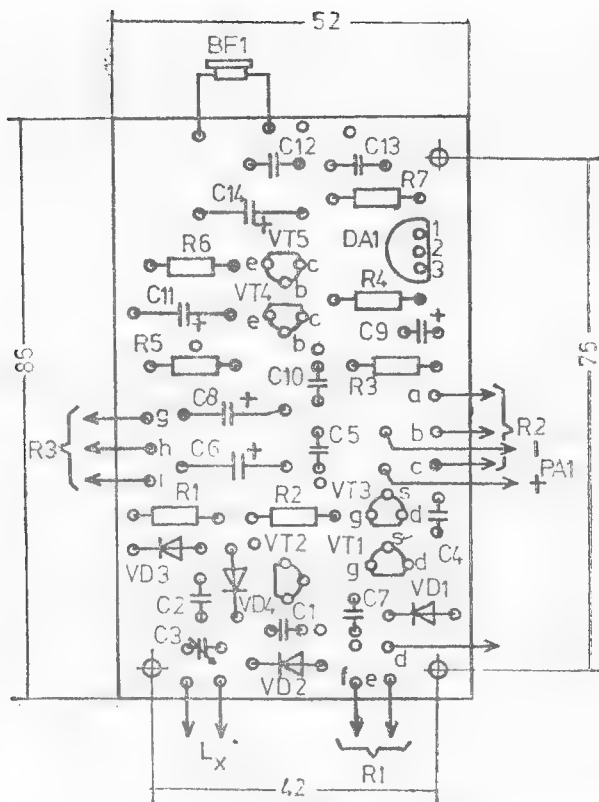 52
BF1
C12 C13
R7
C14
VT5 DA1 1
2
3
R6 e c
b
R4
C11 VT4
e c
b
C9
R5
C10 R3
86 75
C8 a
R2
g
R3 h C5 b
C6 c PA1
i
R1 R2 VT3 s
g d
VT2 VT1 s C4
g d
VD3
C2 VD4 C1 C7 VD1
C3 d
VD2 f e
Lx R1
42